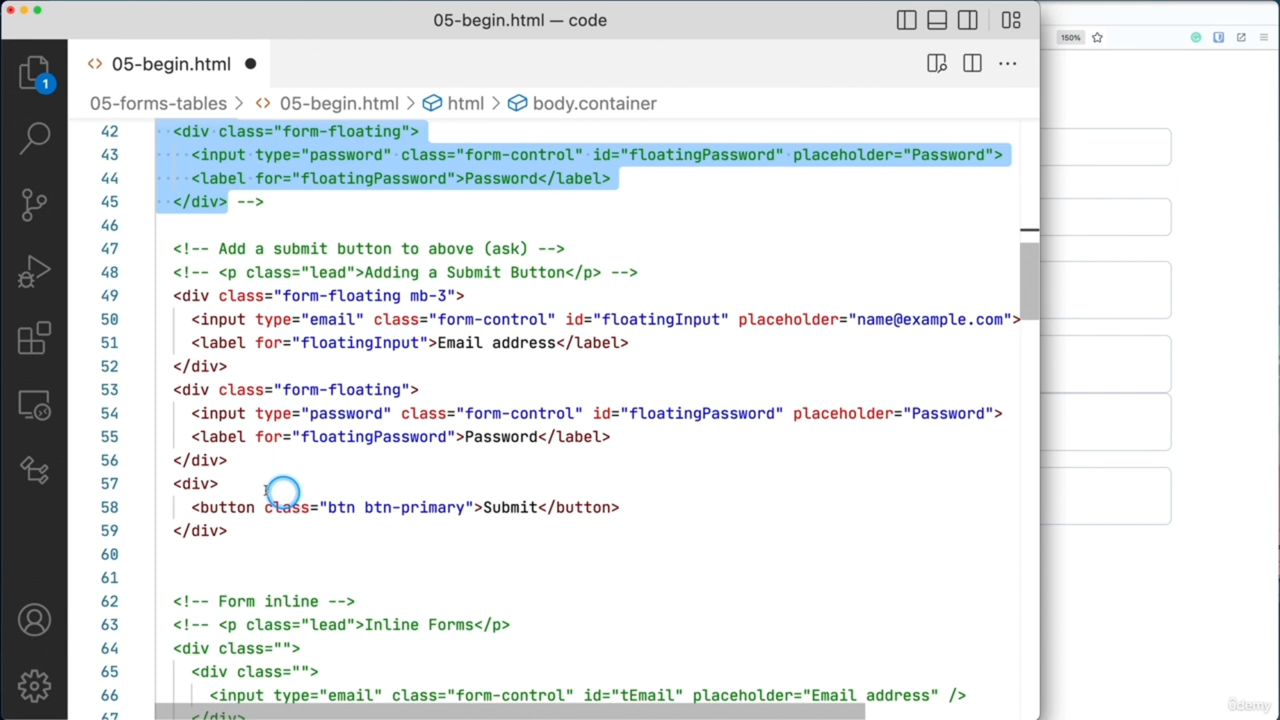 05-begin.html — code
150%
05-begin.html
1
05-forms-tables > 05-begin.html > html > body.container
42 <div class="form-floating">
43 <input type="password" class="form-control" id="floatingPassword" placeholder="Password">
44 <label for="floatingPassword">Password</label>
45 </div> -->
46
47 <!-- Add a submit button to above (ask) -->
48 <!-- <p class="lead">Adding a Submit Button</p> -->
49 <div class="form-floating mb-3">
50 <input type="email" class="form-control" id="floatingInput" placeholder="name@example.com">
51 <label for="floatingInput">Email address</label>
52 </div>
53 <div class="form-floating">
54 <input type="password" class="form-control" id="floatingPassword" placeholder="Password">
55 <label for="floatingPassword">Password</label>
56 </div>
57 <div>
58 <button class="btn btn-primary">Submit</button>
59 </div>
60
61
62 <!-- Form inline -->
63 <!-- <p class="lead">Inline Forms</p>
64 <div class="">
65 <div class="">
66 <input type="email" class="form-control" id="tEmail" placeholder="Email address" />
67 </div>
ûdemy